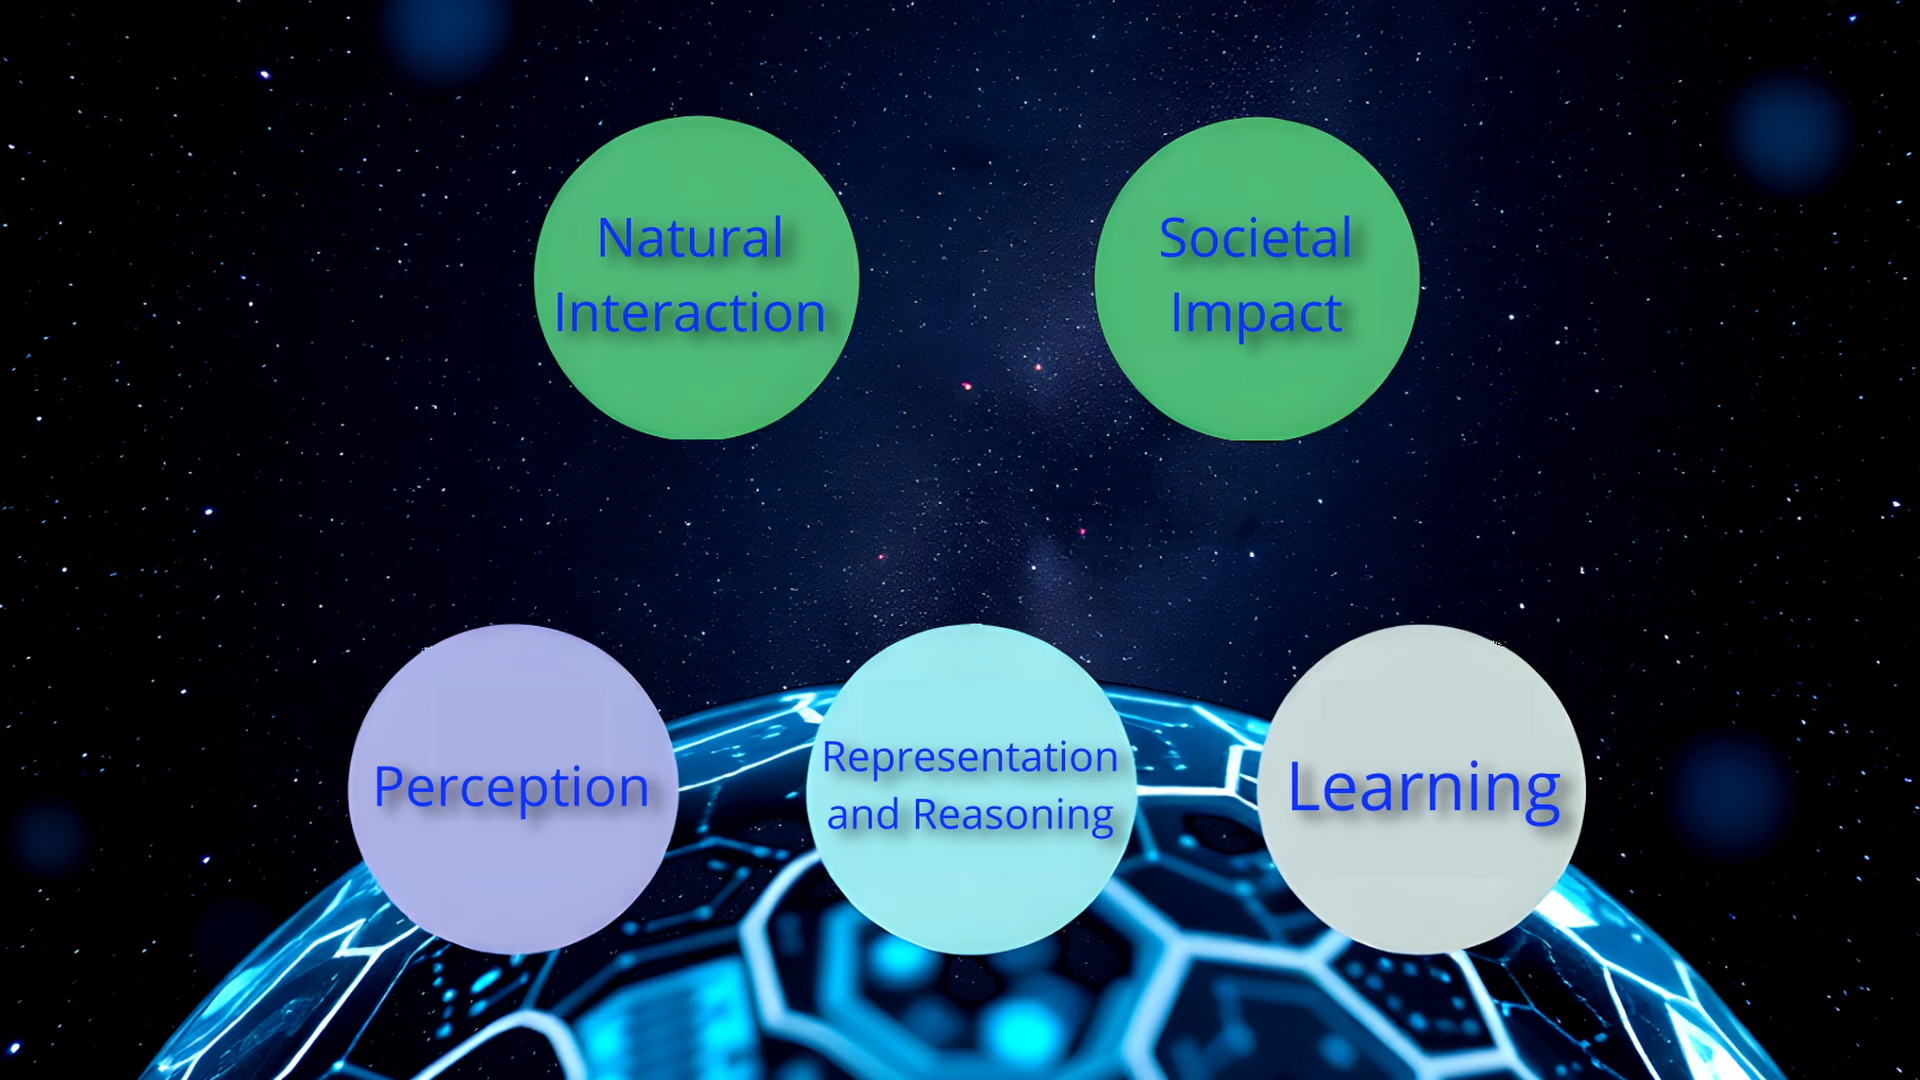 Natural
Interaction
Societal
Impact
Perception
Representation
and Reasoning
Learning